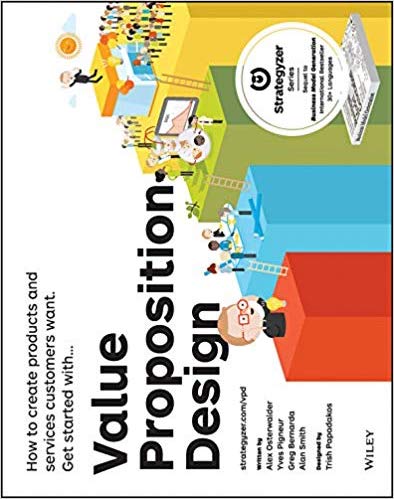 How to create products and
services customers want.
Get started with...
Value
Proposition
Design
strategyzer.com/vpd
Written by
Alex Osterwalder
Yves Pigneur
Greg Bernarda
Alan Smith
Designed by
Trish Papadakos
Strategyzer
Series
Sequel to
Business Model Generation
International Bestseller
30+ Languages
WILEY